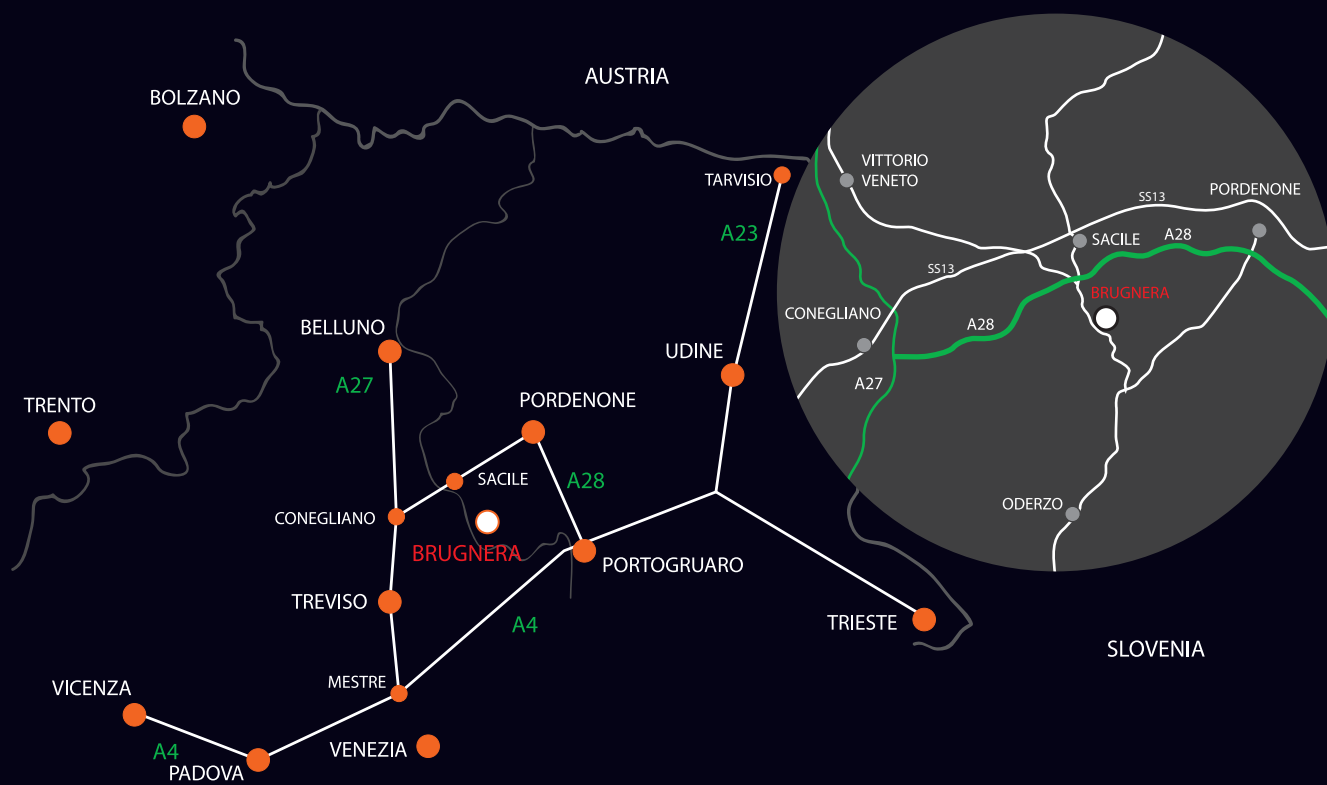 AUSTRIA
BOLZANO
TARVISIO
A23
BELLUNO
A27
UDINE
TRENTO
PORDENONE
SACILE
A28
CONEGLIANO
BRUGNERA
PORTOGRUARO
TREVISO
A4
TRIESTE
SLOVENIA
MESTRE
VICENZA
A4
VENEZIA
PADOVA
VITTORIO
VENETO
PORDENONE
SS13
SACILE
A28
SS13
BRUGNERA
CONEGLIANO
A28
A27
ODERZO